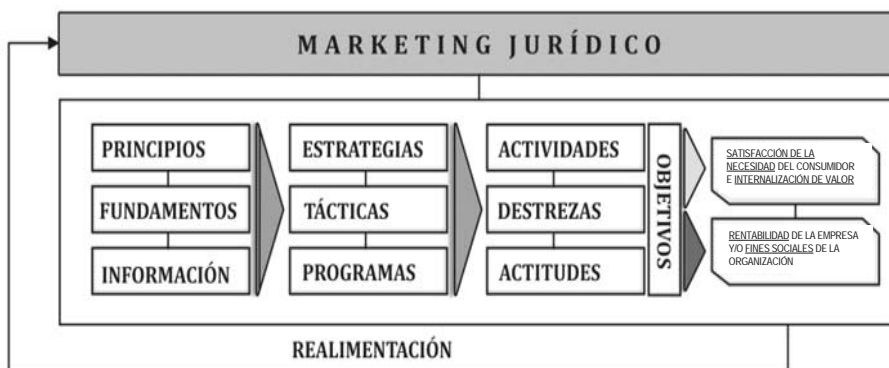 MARKETING JURÍDICO
PRINCIPIOS
FUNDAMENTOS
INFORMACIÓN
ESTRATEGIAS
TÁCTICAS
PROGRAMAS
ACTIVIDADES
DESTREZAS
ACTITUDES
OBJETIVOS
SATISFACCIÓN DE LA
NECESIDAD DEL CONSUMIDOR
E INTERNALIZACIÓN DE VALOR
RENTABILIDAD DE LA EMPRESA
Y/O FINES SOCIALES DE LA
ORGANIZACIÓN
REALIMENTACIÓN